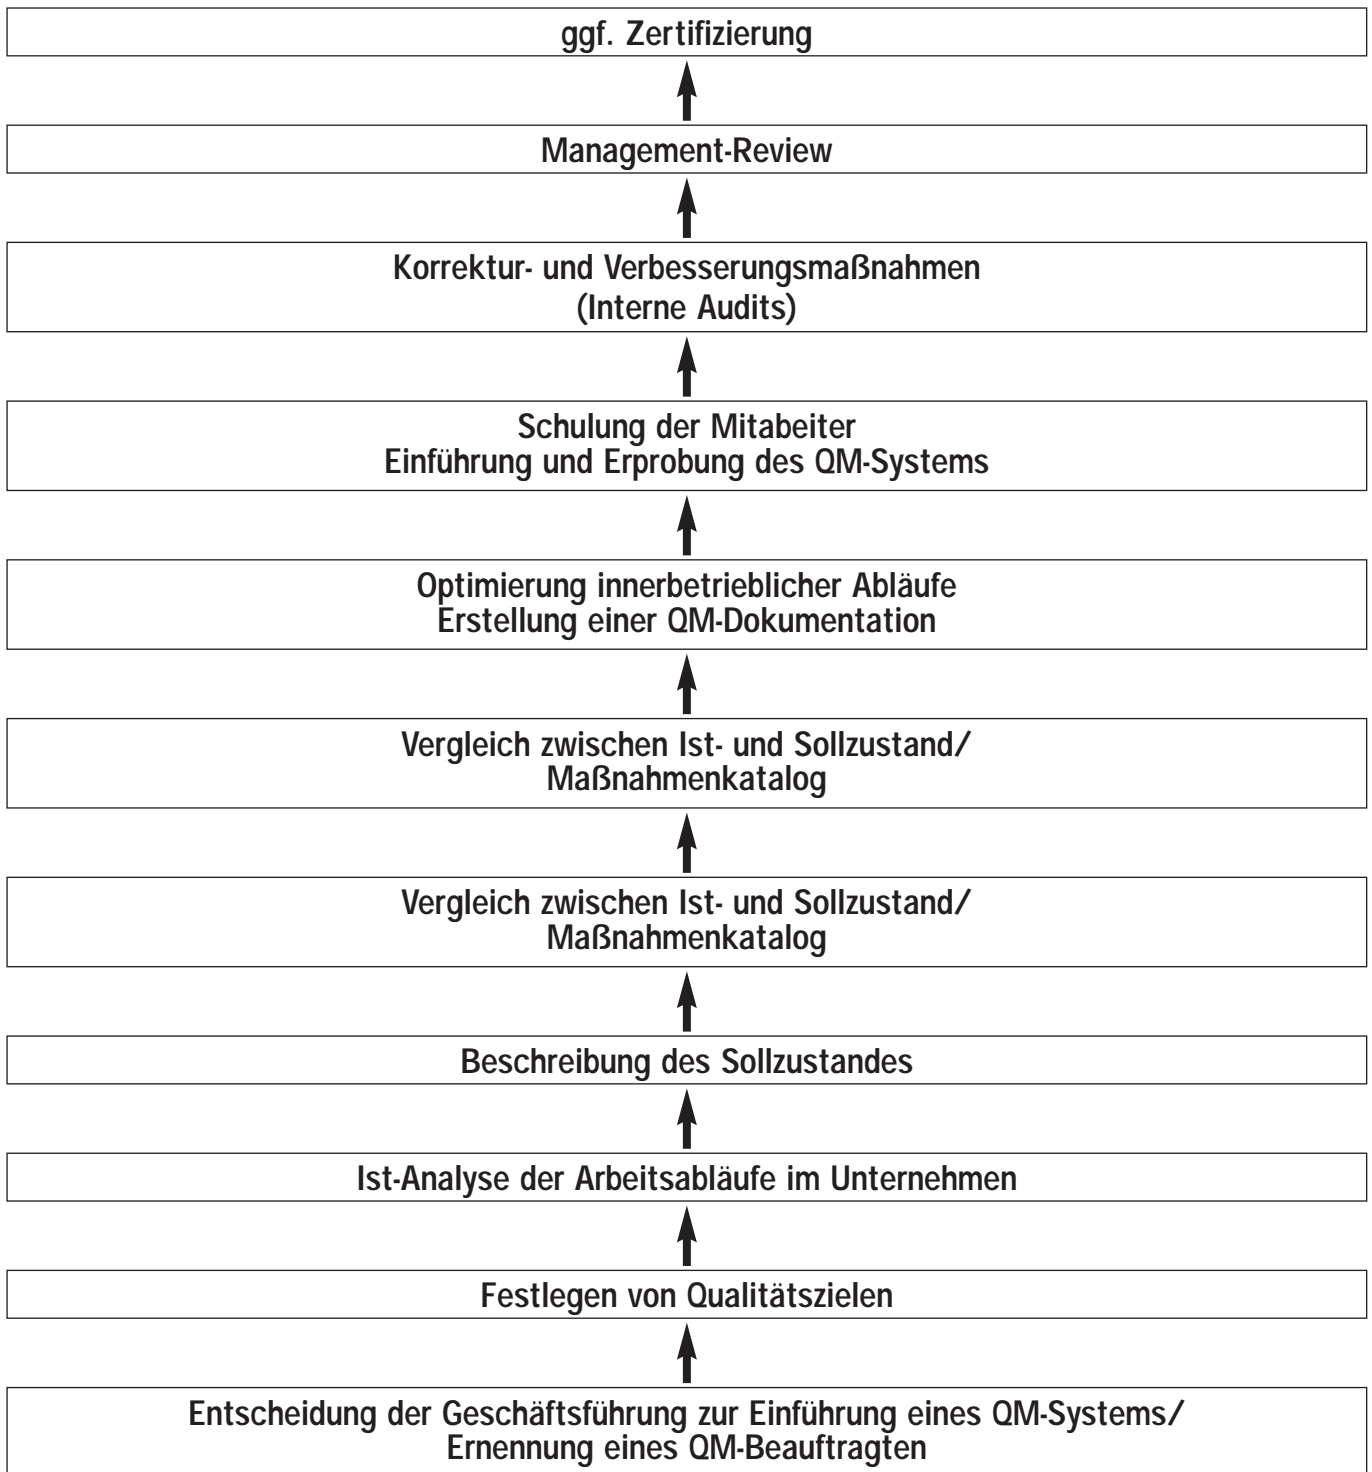 ggf. Zertifizierung
Management-Review
Korrektur- und Verbesserungsmaßnahmen
(Interne Audits)
Schulung der Mitabeiter
Einführung und Erprobung des QM-Systems
Optimierung innerbetrieblicher Abläufe
Erstellung einer QM-Dokumentation
Vergleich zwischen Ist- und Sollzustand/
Maßnahmenkatalog
Vergleich zwischen Ist- und Sollzustand/
Maßnahmenkatalog
Beschreibung des Sollzustandes
Ist-Analyse der Arbeitsabläufe im Unternehmen
Festlegen von Qualitätszielen
Entscheidung der Geschäftsführung zur Einführung eines QM-Systems/
Ernennung eines QM-Beauftragten